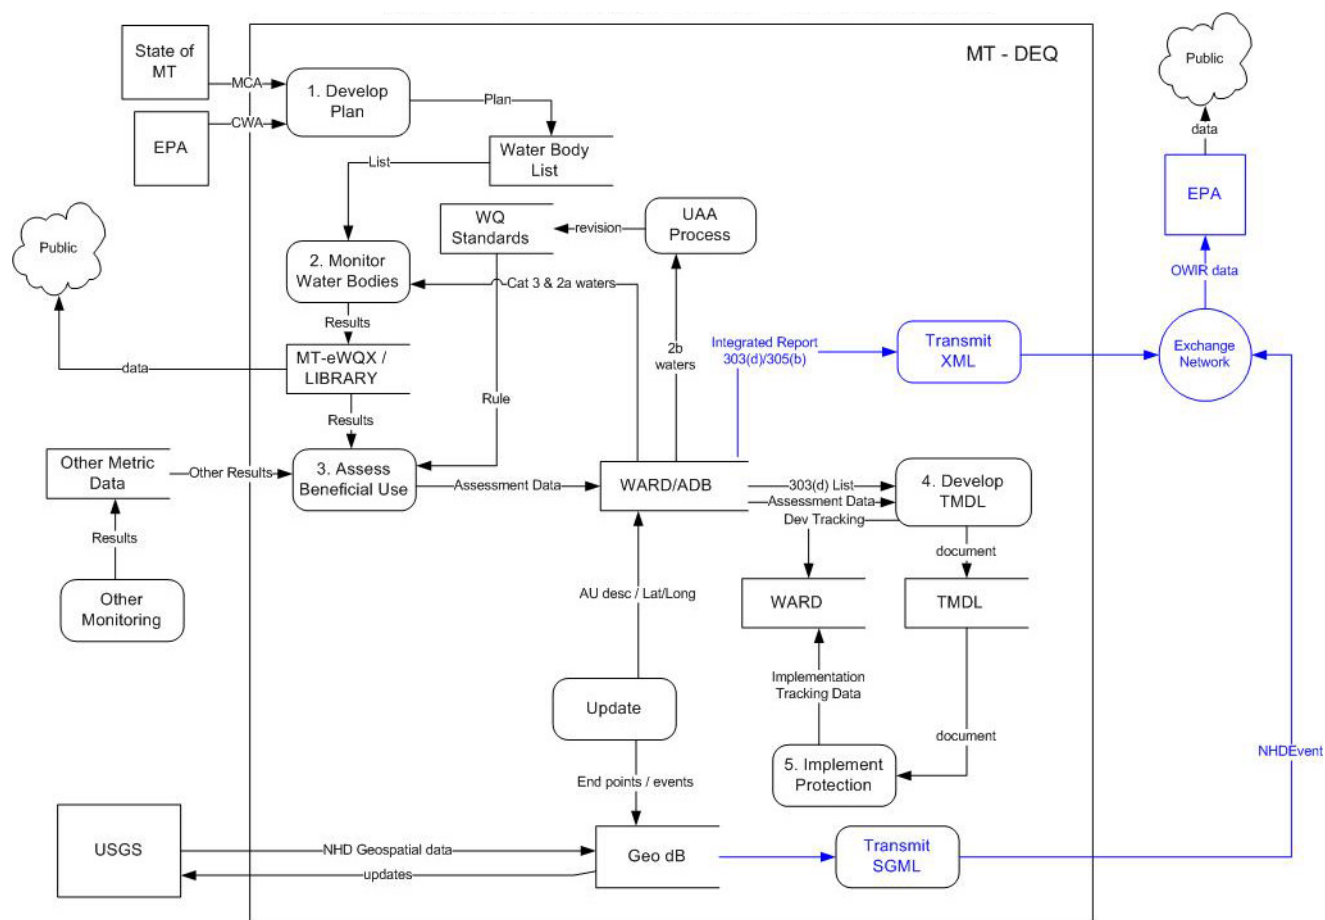 MT - DEQ
State of
MT
MCA
1. Develop
Plan
Plan
EPA
CWA
Water Body
List
List
Public
data
EPA
OWIR data
Exchange
Network
Public
WQ
Standards
revision
UAA
Process
2. Monitor
Water Bodies
Cat 3 & 2a waters
Results
MT-eWQX /
LIBRARY
data
Results
Rule
2b
waters
Integrated Report
303(d)/305(b)
Transmit
XML
Other Metric
Data
Other Results
3. Assess
Beneficial Use
Assessment Data
WARD/ADB
303(d) List
Assessment Data
Dev Tracking
4. Develop
TMDL
Results
Other
Monitoring
document
AU desc / Lat/Long
WARD
TMDL
Implementation
Tracking Data
Update
document
5. Implement
Protection
NHDEvent
End points / events
USGS
NHD Geospatial data
updates
Geo dB
Transmit
SGML